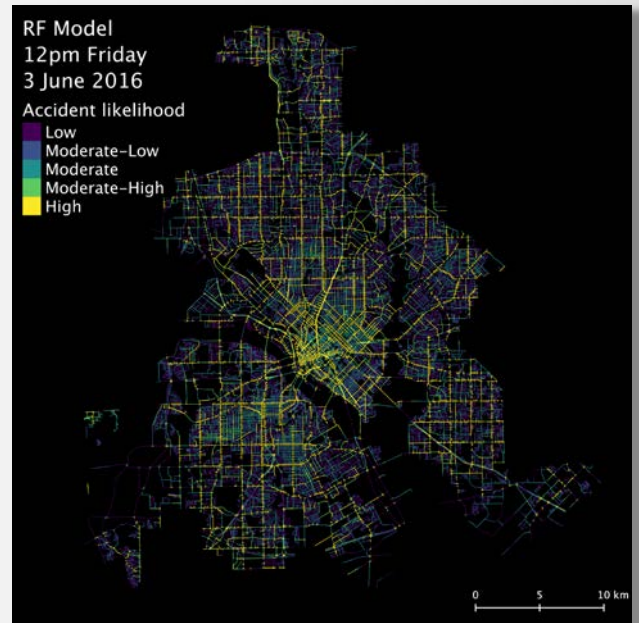 RF Model
12pm Friday
3 June 2016
Accident likelihood
Low
Moderate-Low
Moderate
Moderate-High
High
0 5 10 km